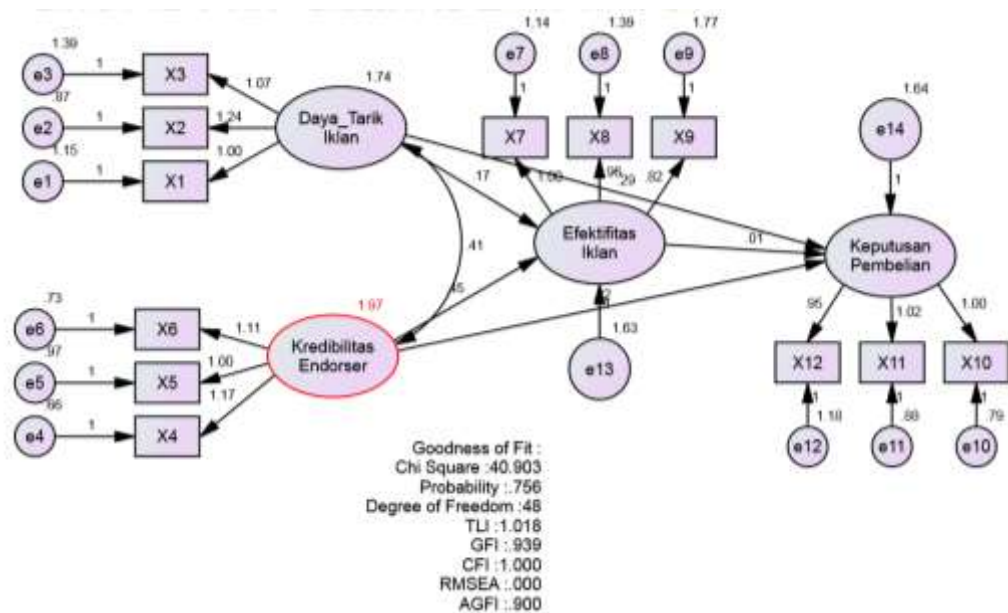 1.39
e3
1
X3
1.07
.87
e2
1
X2
1.24
1.15
e1
1
X1
1.00
1.74
Daya_Tarik
Iklan
1.14
e7
1
X7
1.00
1.39
e8
1
X8
.96
1.77
e9
1
X9
.82
.29
.17
.41
Efektifitas
Iklan
.01
1.64
e14
1
Keputusan
Pembelian
.95
1.02
1.00
X12
X11
X10
1
1.18
e12
1
.88
e11
1
.79
e10
1.63
e13
.73
e6
1
X6
1.11
.97
e5
1
X5
1.00
.66
e4
1
X4
1.17
1.97
Kredibilitas
Endorser
Goodness of Fit :
Chi Square :40.903
Probability :.756
Degree of Freedom :48
TLI :1.018
GFI :.939
CFI :1.000
RMSEA :.000
AGFI :.900